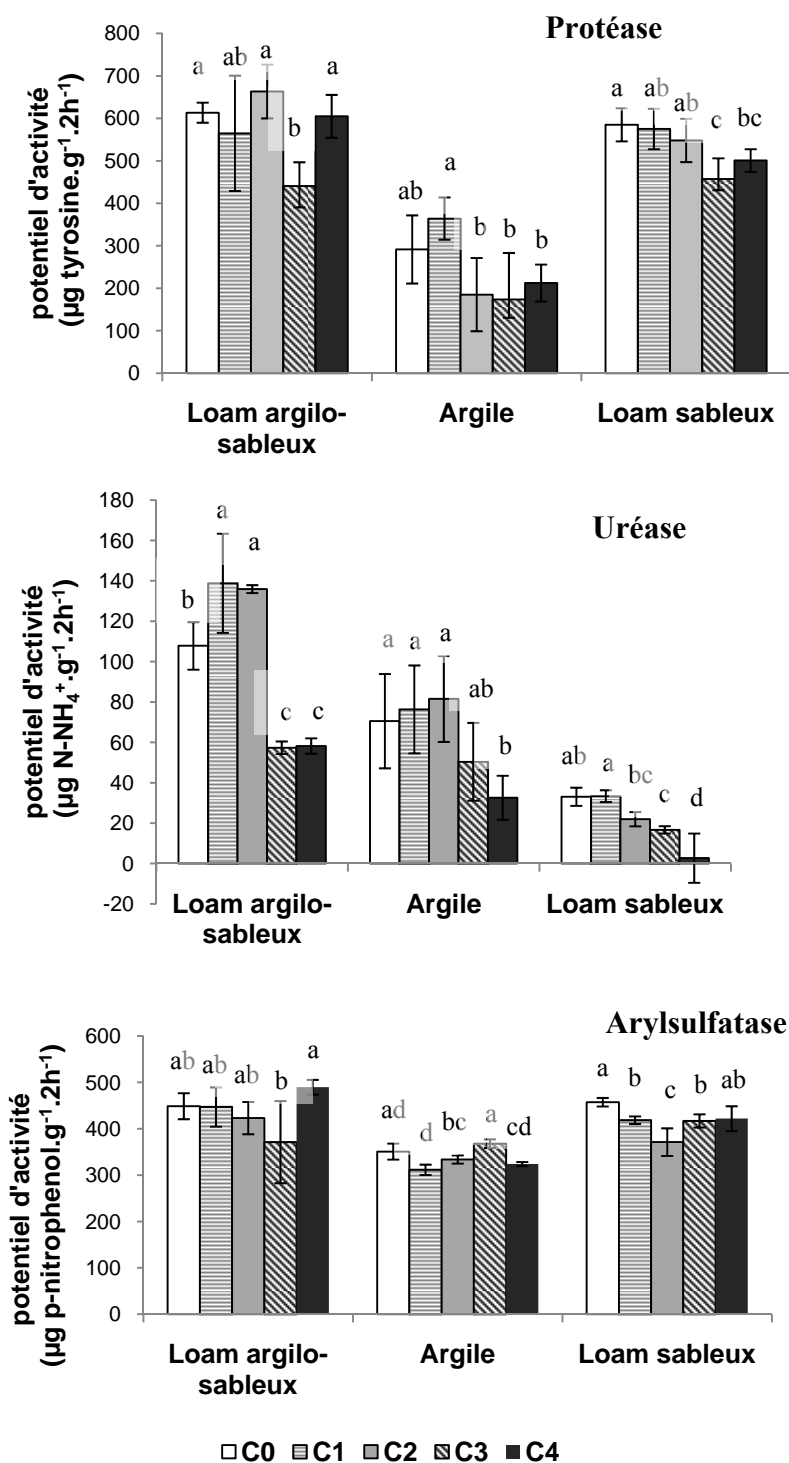 Protéase
potentiel d'activité
(µg tyrosine.g⁻¹.2h⁻¹)
800
700
600
500
400
300
200
100
0
a ab a b a
ab a b b b
a ab ab c bc
Loam argilo-
sableux
Argile
Loam sableux
Uréase
potentiel d'activité
(µg N-NH₄⁺.g⁻¹.2h⁻¹)
180
160
140
120
100
80
60
40
20
0
-20
b a a c c
a a a ab b
ab a bc c d
Loam argilo-
sableux
Argile
Loam sableux
Arylsulfatase
potentiel d'activité
(µg p-nitrophenol.g⁻¹.2h⁻¹)
600
500
400
300
200
100
0
ab ab ab b a
ad d bc a cd
a b c b ab
Loam argilo-
sableux
Argile
Loam sableux
C0 C1 C2 C3 C4